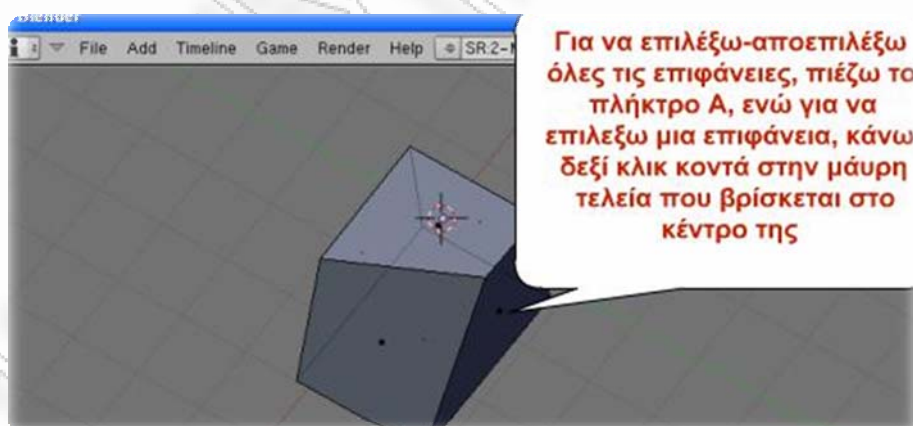 Blender
File Add Timeline Game Render Help SR:2-M
Για να επιλέξω-αποεπιλέξω
όλες τις επιφάνειες, πιέζω το
πλήκτρο Α, ενώ για να
επιλεξω μια επιφάνεια, κάνω
δεξί κλικ κοντά στην μάυρη
τελεία που βρίσκεται στο
κέντρο της